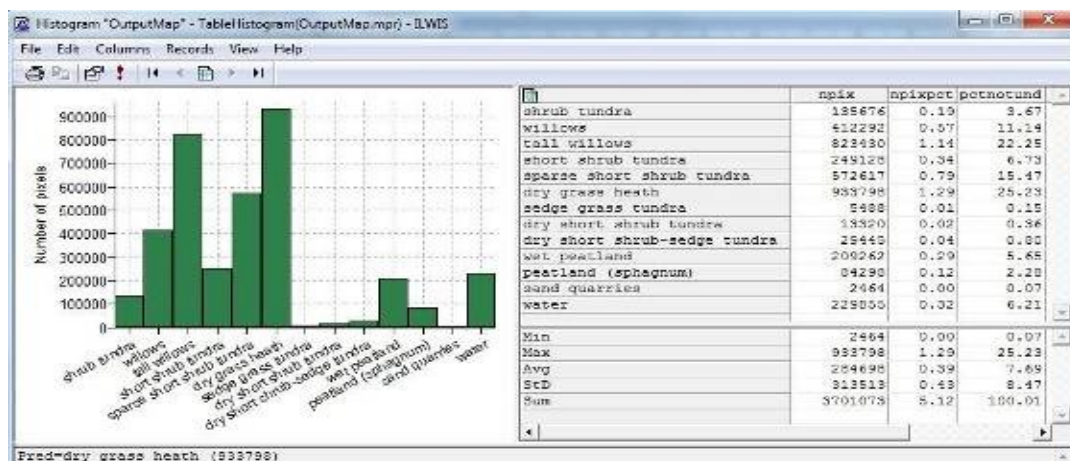 Histogram "OutputMap" - TableHistogram(OutputMap.mpr) - ILWIS
File Edit Columns Records View Help
Number of pixels
900000
800000
700000
600000
500000
400000
300000
200000
100000
0
shrub tundra
willows
tall willows
short shrub tundra
sparse short shrub tundra
dry grass heath
sedge grass tundra
dry short shrub tundra
dry short shrub-sedge tundra
wet peatland
peatland (sphagnum)
sand quarries
water
npix npixpct pctnotund
shrub tundra 135676 0.19 3.67
willows 412292 0.57 11.14
tall willows 823430 1.14 22.25
short shrub tundra 249128 0.34 6.73
sparse short shrub tundra 572617 0.79 15.47
dry grass heath 933798 1.29 25.23
sedge grass tundra 5488 0.01 0.15
dry short shrub tundra 13320 0.02 0.36
dry short shrub-sedge tundra 29445 0.04 0.80
wet peatland 209262 0.29 5.65
peatland (sphagnum) 84298 0.12 2.28
sand quarries 2464 0.00 0.07
water 229855 0.32 6.21
Min 2464 0.00 0.07
Max 933798 1.29 25.23
Avg 284698 0.39 7.69
StD 313513 0.43 8.47
Sum 3701073 5.12 100.01
Pred=dry grass heath (933798)